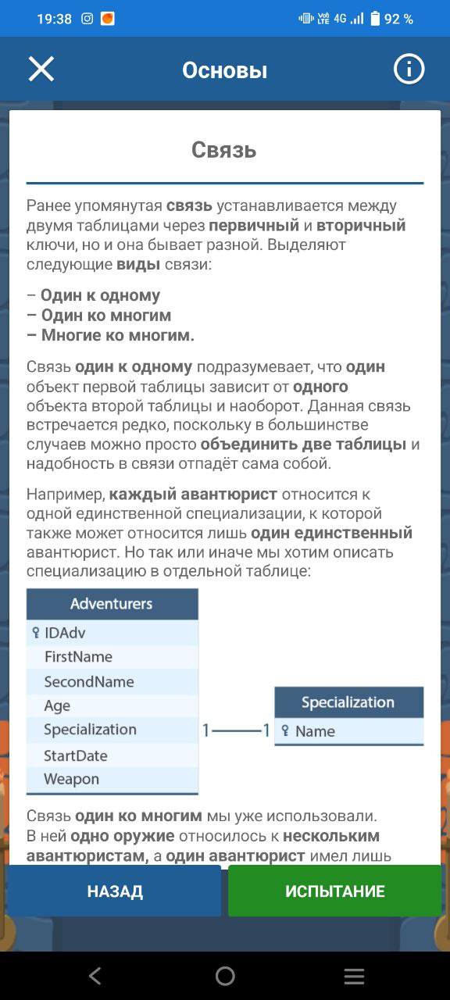 19:38
Vo)
LTE
4G
92 %
Основы
Связь
Ранее упомянутая связь устанавливается между
двумя таблицами через первичный и вторичный
ключи, но и она бывает разной. Выделяют
следующие виды связи:
– Один к одному
– Один ко многим
– Многие ко многим.
Связь один к одному подразумевает, что один
объект первой таблицы зависит от одного
объекта второй таблицы и наоборот. Данная связь
встречается редко, поскольку в большинстве
случаев можно просто объединить две таблицы и
надобность в связи отпадёт сама собой.
Например, каждый авантюрист относится к
одной единственной специализации, к которой
также может относится лишь один единственный
авантюрист. Но так или иначе мы хотим описать
специализацию в отдельной таблице:
Adventurers
IDAdv
FirstName
SecondName
Age
Specialization
StartDate
Weapon
1
1
Specialization
Name
Связь один ко многим мы уже использовали.
В ней одно оружие относилось к нескольким
авантюристам, а один авантюрист имел лишь
НАЗАД
ИСПЫТАНИЕ